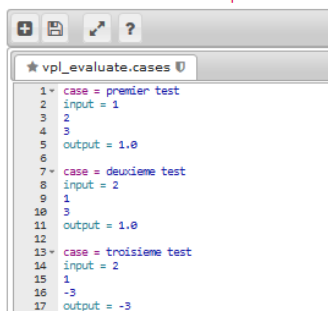 vpl_evaluate.cases
1 case = premier test
2 input = 1
3 2
4 3
5 output = 1.0
6
7 case = deuxieme test
8 input = 2
9 1
10 3
11 output = 1.0
12
13 case = troisieme test
14 input = 2
15 1
16 -3
17 output = -3